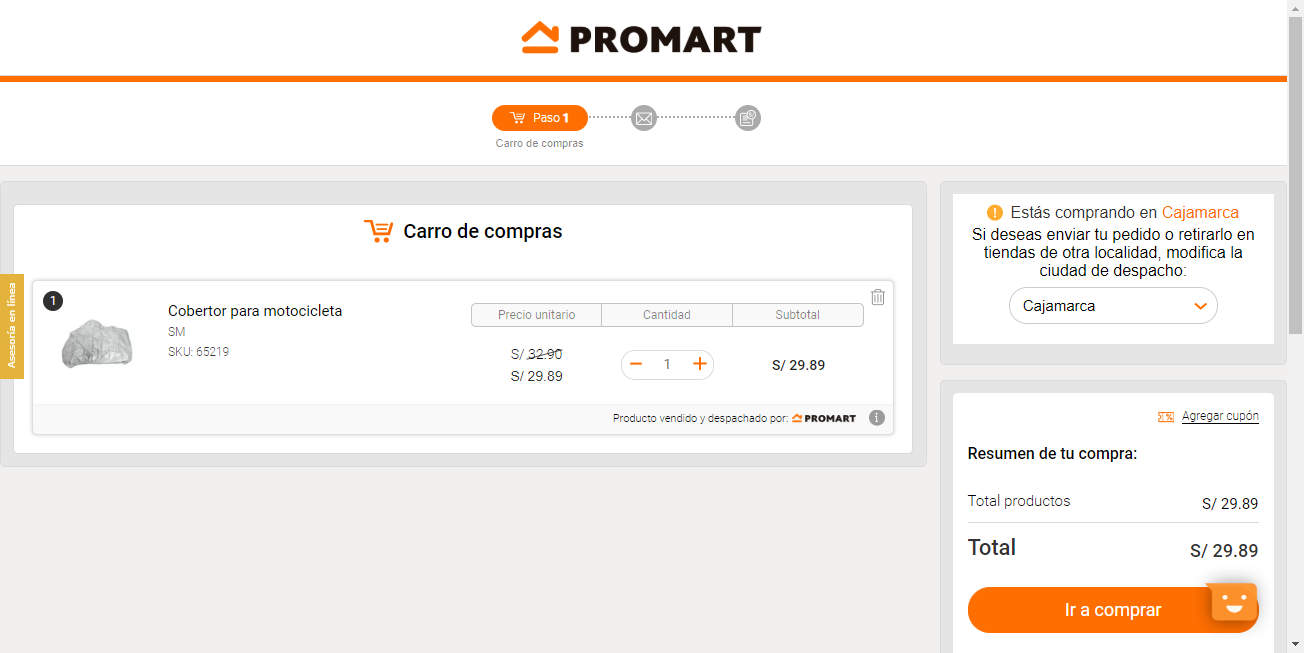 PROMART
Paso 1
Carro de compras
Asesoría en línea
Carro de compras
1
Cobertor para motocicleta
SM
SKU: 65219
Precio unitario
Cantidad
Subtotal
S/ 32.90
S/ 29.89
1
S/ 29.89
Producto vendido y despachado por: PROMART
Estás comprando en Cajamarca
Si deseas enviar tu pedido o retirarlo en
tiendas de otra localidad, modifica la
ciudad de despacho:
Cajamarca
Agregar cupón
Resumen de tu compra:
Total productos
S/ 29.89
Total
S/ 29.89
Ir a comprar